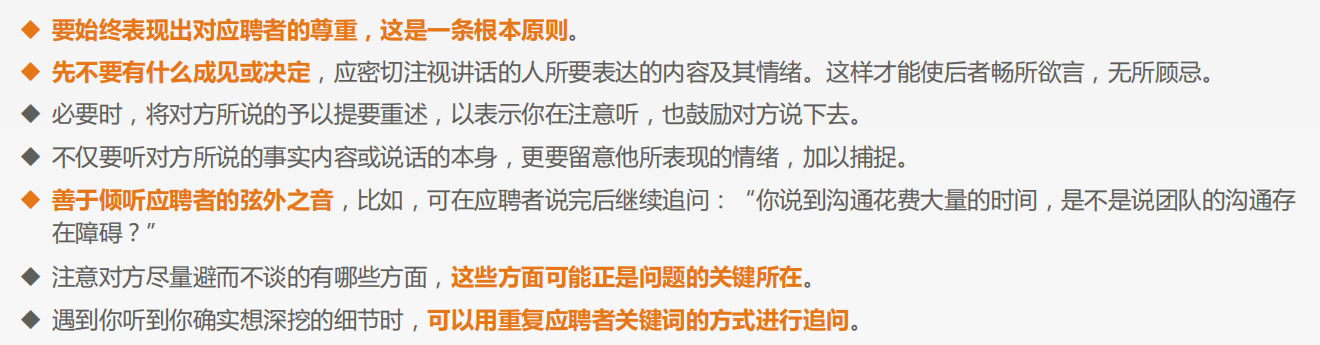 ◆ 要始终表现出对应聘者的尊重，这是一条根本原则。
◆ 先不要有什么成见或决定，应密切注视讲话的人所要表达的内容及其情绪。这样才能使后者畅所欲言，无所顾忌。
◆ 必要时，将对方所说的予以提要重述，以表示你在注意听，也鼓励对方说下去。
◆ 不仅要听对方所说的事实内容或说话的本身，更要留意他所表现的情绪，加以捕捉。
◆ 善于倾听应聘者的弦外之音，比如，可在应聘者说完后继续追问：“你说到沟通花费大量的时间，是不是说团队的沟通存
在障碍？”
◆ 注意对方尽量避而不谈的有哪些方面，这些方面可能正是问题的关键所在。
◆ 遇到你听到你确实想深挖的细节时，可以用重复应聘者关键词的方式进行追问。